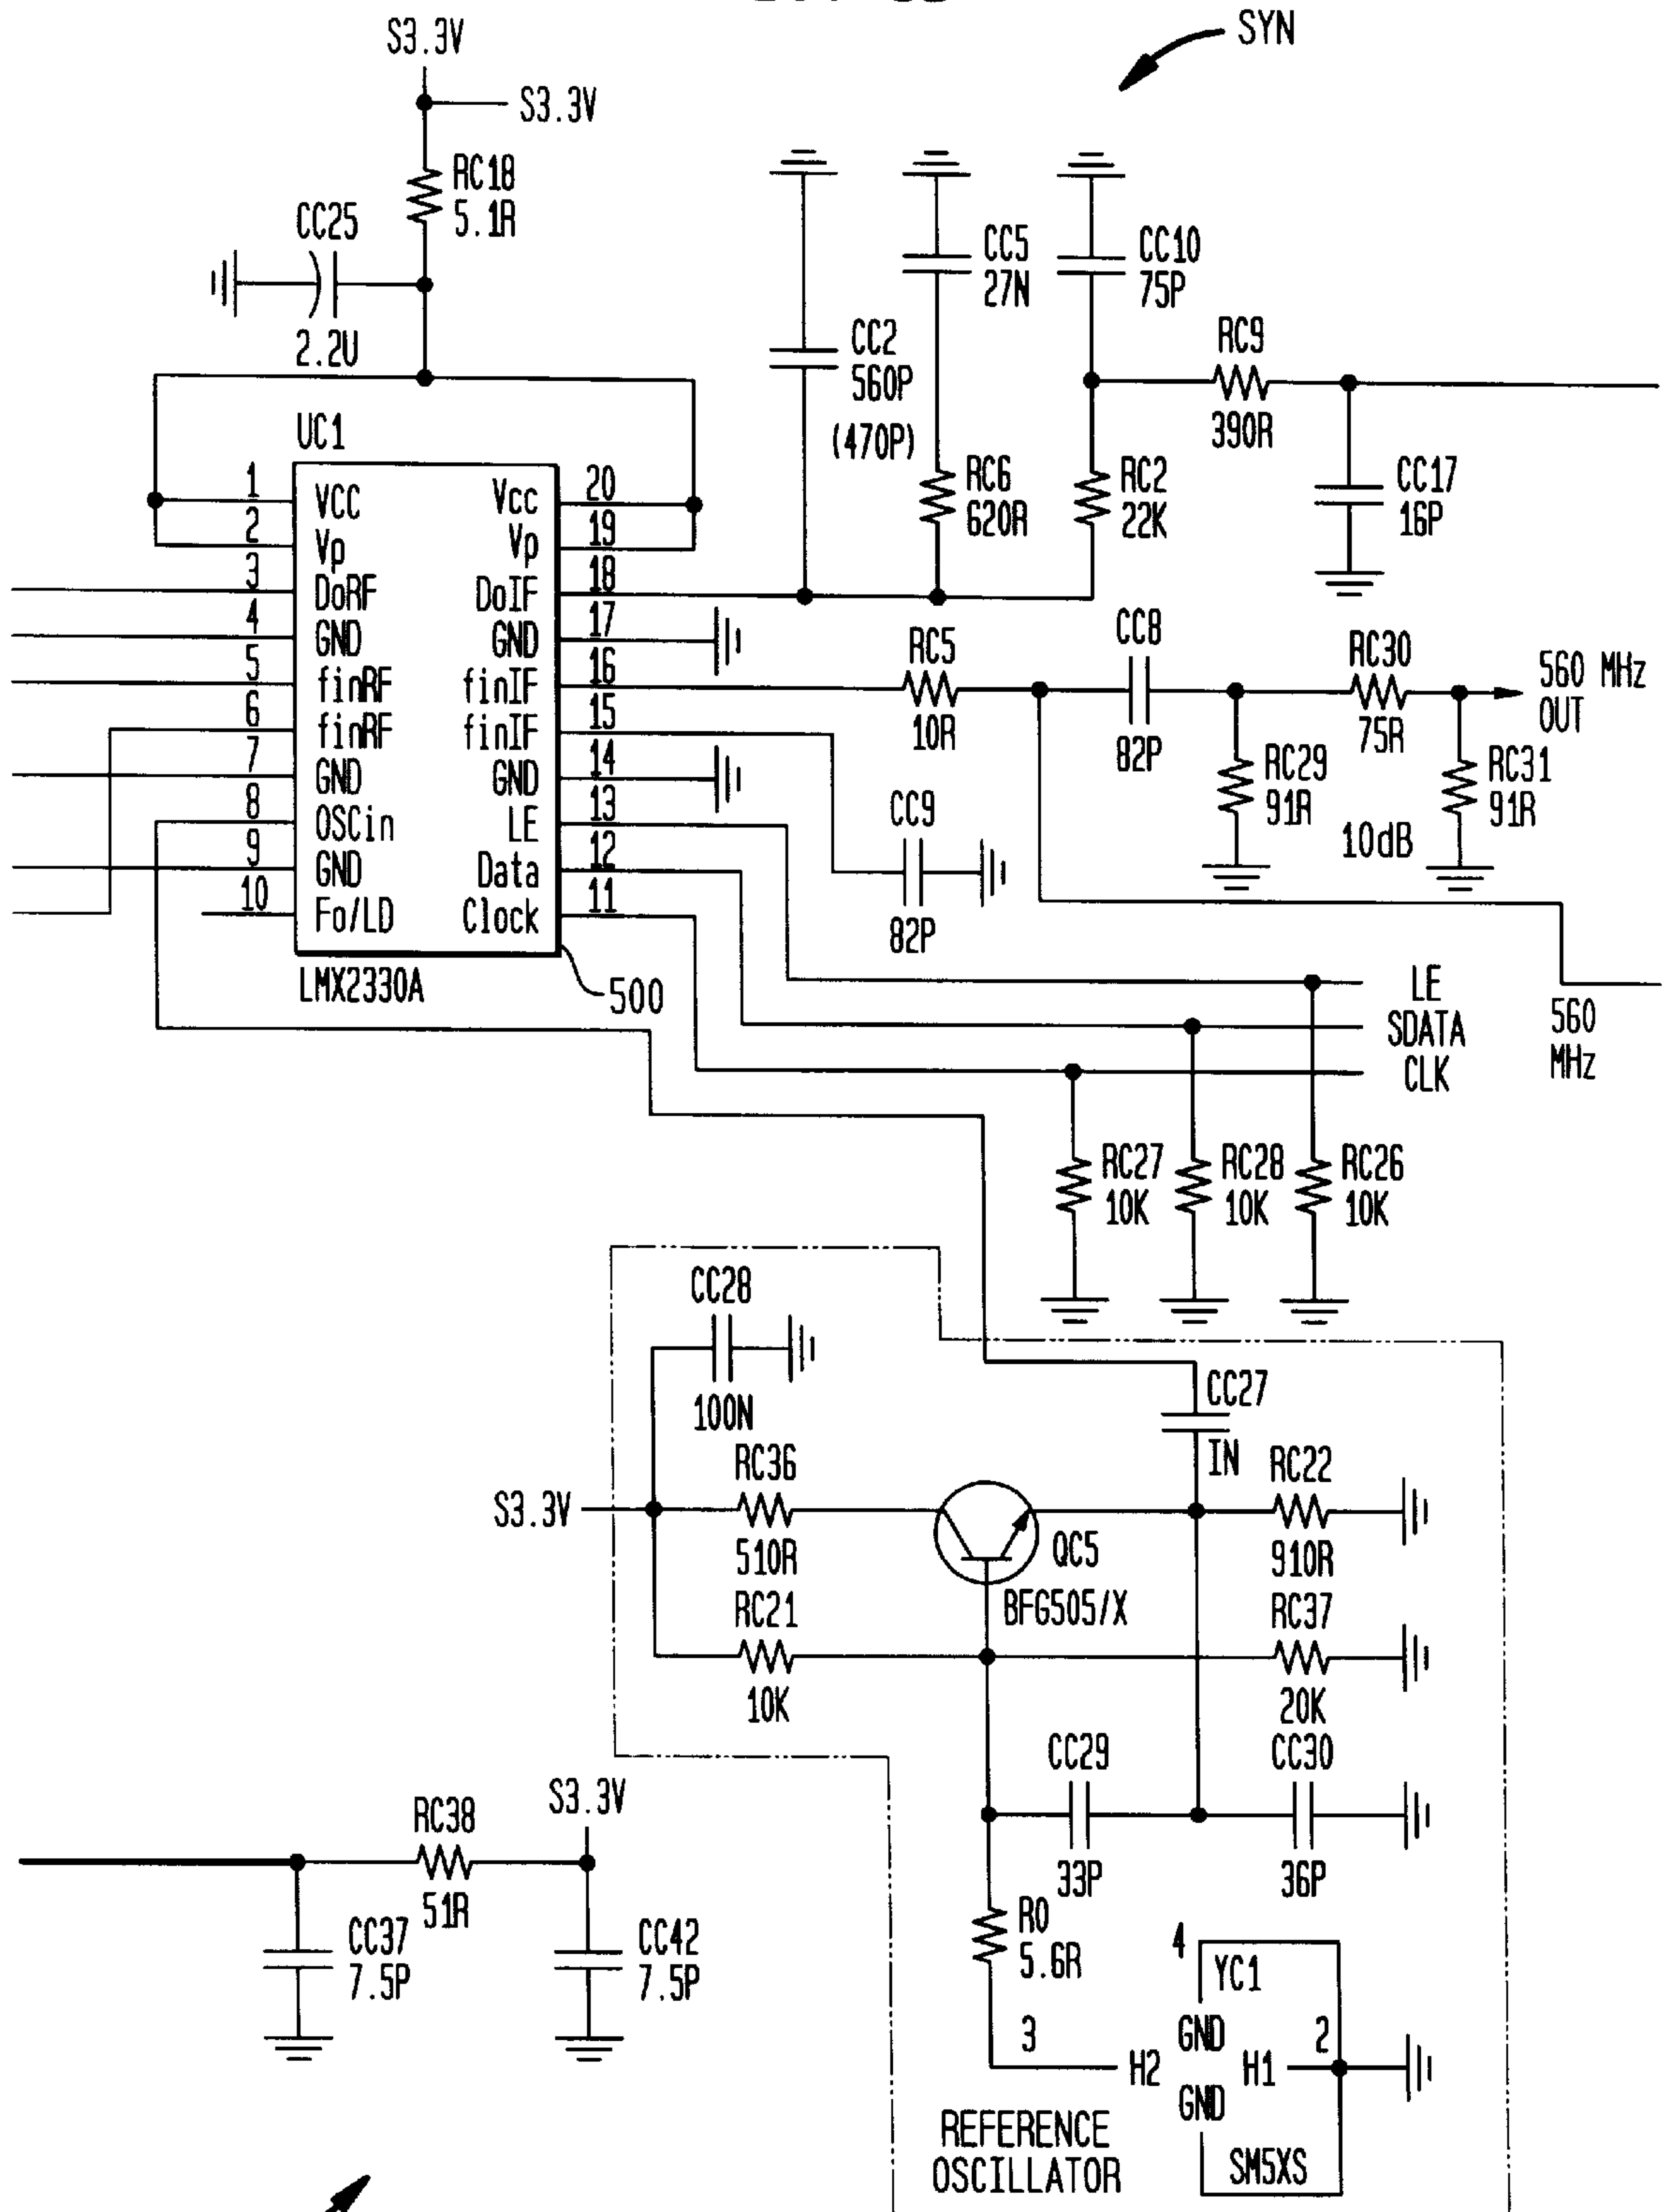 SYN
S3.3V
S3.3V
RC18
5.1R
CC25
2.2U
CC5
27N
CC10
75P
CC2
560P
(470P)
RC9
390R
RC6
620R
RC2
22K
CC17
16P
UC1
1 VCC Vcc 20
2 Vp Vp 19
3 DoRF DoIF 18
4 GND GND 17
5 finRF finIF 16
6 finRF finIF 15
7 GND GND 14
8 OSCin LE 13
9 GND Data 12
10 Fo/LD Clock 11
LMX2330A
500
RC5
10R
CC8
82P
RC30
75R
560 MHz
OUT
RC29
91R
RC31
91R
10dB
CC9
82P
LE
SDATA
CLK
560
MHz
RC27
10K
RC28
10K
RC26
10K
CC28
100N
CC27
IN
RC36
510R
RC22
910R
S3.3V
QC5
BFG505/X
RC21
10K
RC37
20K
CC29
33P
CC30
36P
RC38
51R
S3.3V
CC37
7.5P
CC42
7.5P
R0
5.6R
4
YC1
3
GND
2
H2
H1
GND
SM5XS
REFERENCE
OSCILLATOR